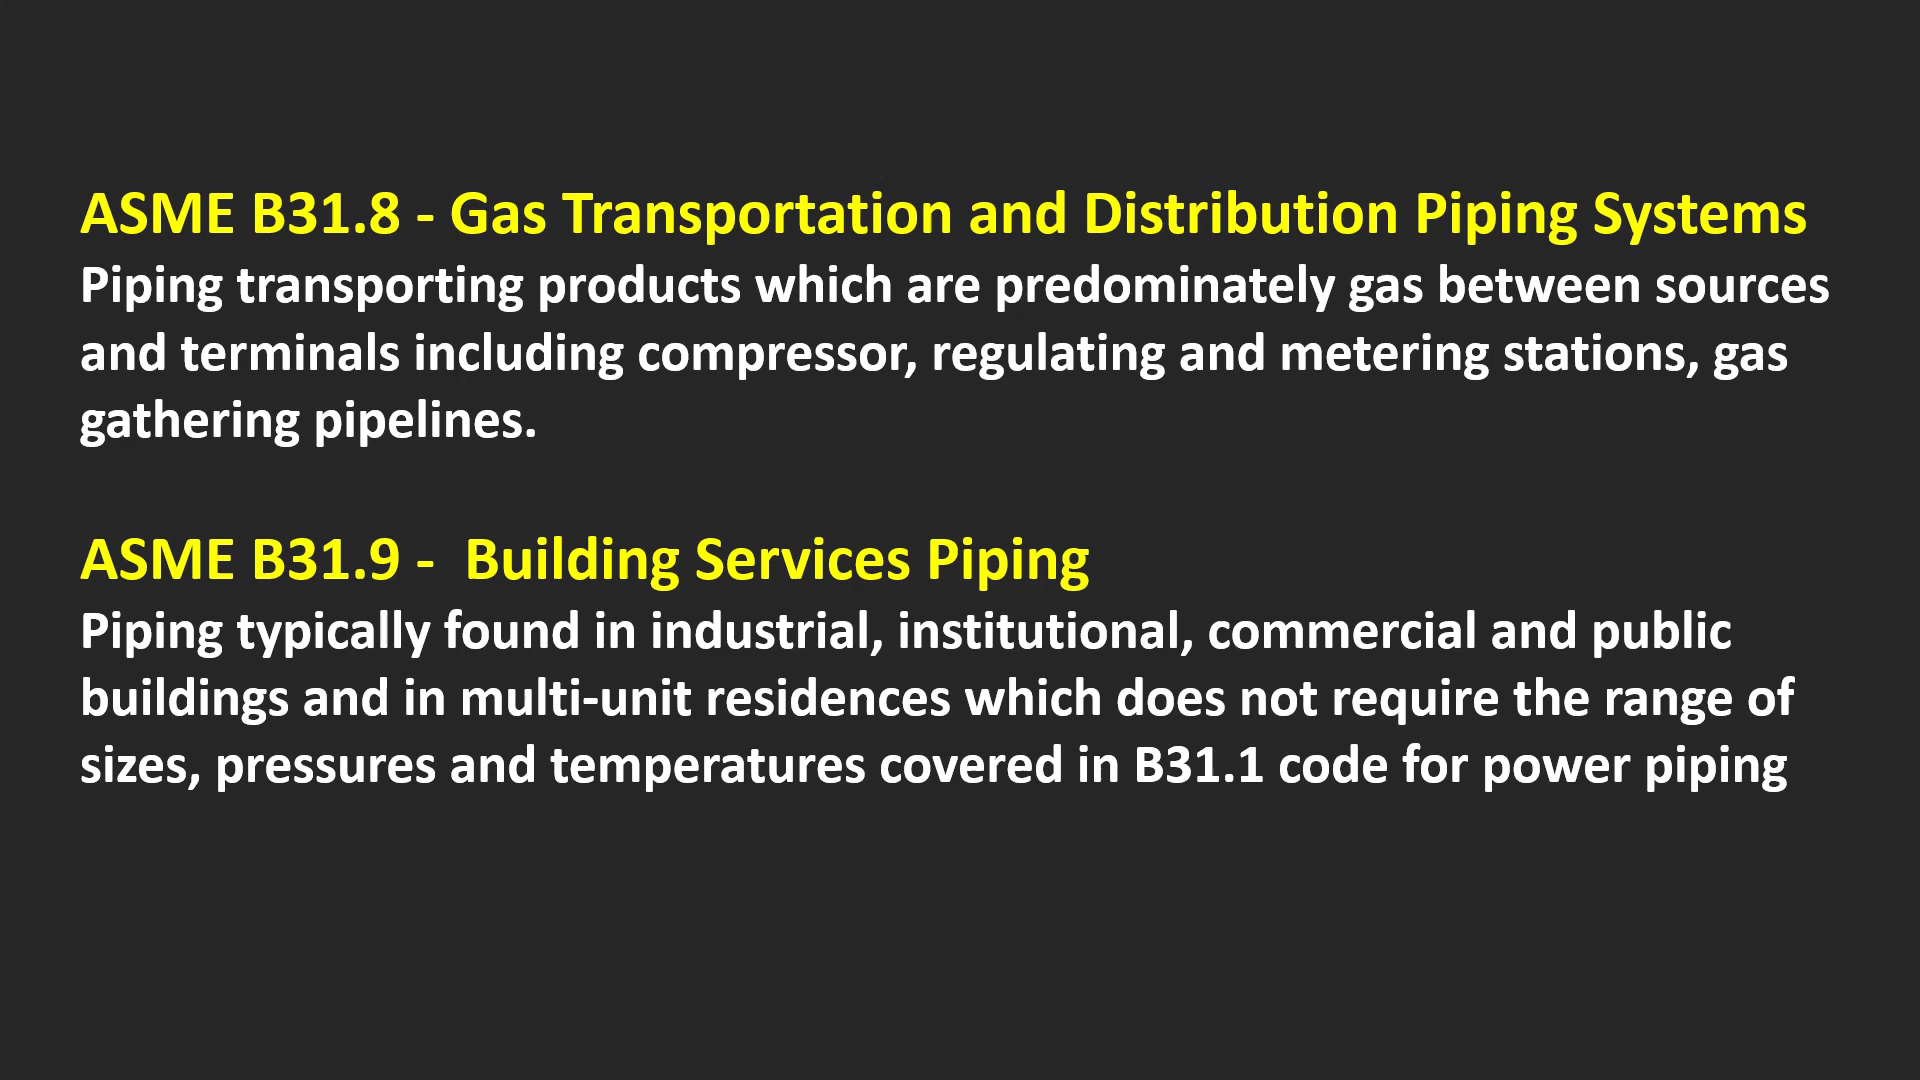 ASME B31.8 - Gas Transportation and Distribution Piping Systems
Piping transporting products which are predominately gas between sources
and terminals including compressor, regulating and metering stations, gas
gathering pipelines.
ASME B31.9 -  Building Services Piping
Piping typically found in industrial, institutional, commercial and public
buildings and in multi-unit residences which does not require the range of
sizes, pressures and temperatures covered in B31.1 code for power piping